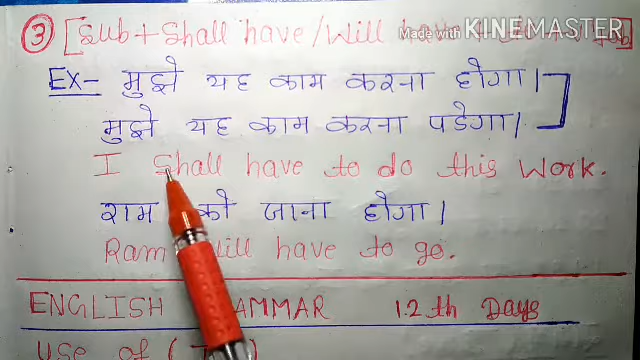 ③ [Sub + Shall have / Will have
Made with KINEMASTER
Ex- मुझे यह काम करना होगा।
मुझे यह काम करना पडेगा।
I Shall have to do this Work.
राम को जाना होगा।
Ram will have to go.
ENGLISH GRAMMAR 12th Days
Use of (